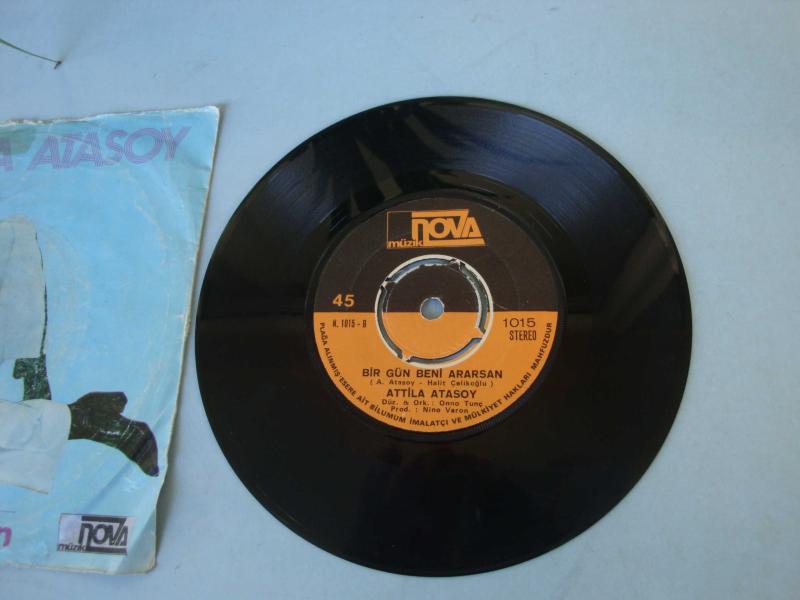 A ATASOY
n
müzik NOVA
müzik NOVA
45
N. 1015 - B
1015
STEREO
BİR GÜN BENİ ARARSAN
( A. Atasoy - Halit Çelikoğlu )
ATTİLA ATASOY
Düz. & Ork. : Onno Tunç
Prod. : Nino Varon
PLAĞA ALINMIŞ ESERE AİT BİLUMUM İMALATÇI VE MÜLKİYET HAKLARI MAHFUZDUR